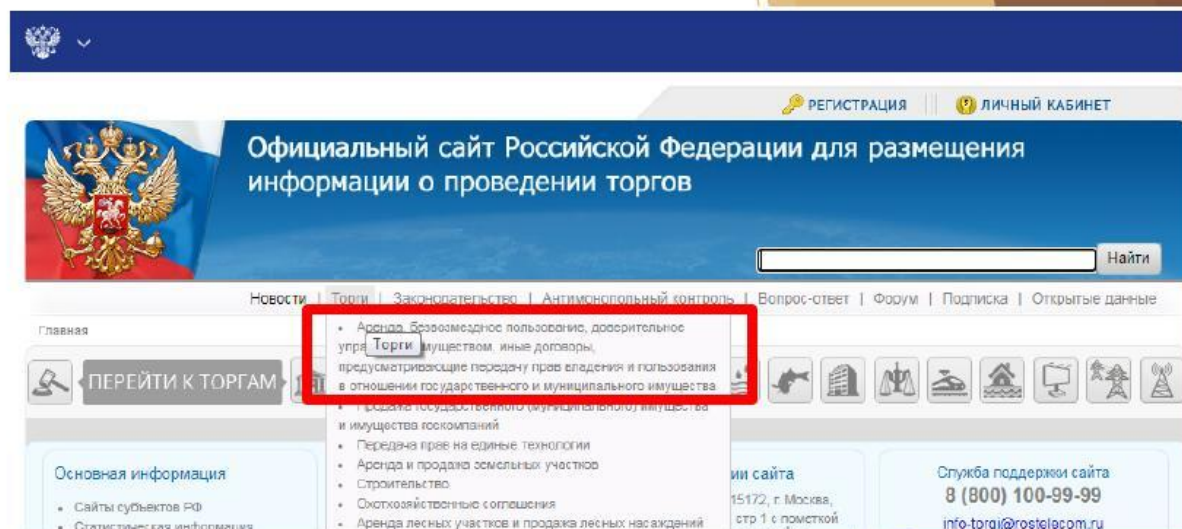 РЕГИСТРАЦИЯ
ЛИЧНЫЙ КАБИНЕТ
Официальный сайт Российской Федерации для размещения
информации о проведении торгов
Найти
Новости | Торги | Законодательство | Антимонопольный контроль | Вопрос-ответ | Форум | Подписка | Открытые данные
Главная
• Аренда, безвозмездное пользование, доверительное
упра
Торги
муществом, иные договоры,
предусматривающие передачу прав владения и пользования
в отношении государственного и муниципального имущества
• Продажа государственного (муниципального) имущества
и имущества госкомпаний
• Передача прав на единые технологии
• Аренда и продажа земельных участков
• Строительство
• Охотхозяйственные соглашения
• Аренда лесных участков и продажа лесных насаждений
ПЕРЕЙТИ К ТОРГАМ
Основная информация
• Сайты субъектов РФ
• Статистическая информация
ии сайта
15172, г. Москва,
стр 1 с пометкой
Служба поддержки сайта
8 (800) 100-99-99
info-torgi@rostelecom.ru